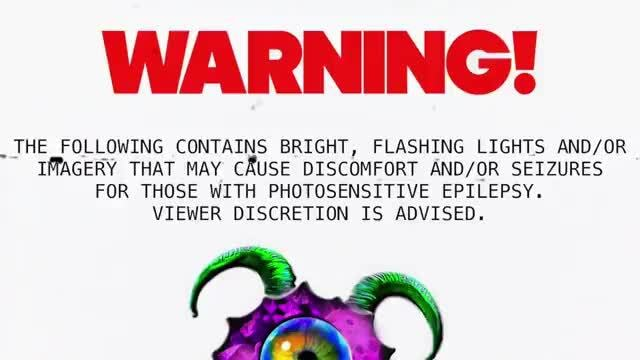 WARNING!
THE FOLLOWING CONTAINS BRIGHT, FLASHING LIGHTS AND/OR
IMAGERY THAT MAY CAUSE DISCOMFORT AND/OR SEIZURES
FOR THOSE WITH PHOTOSENSITIVE EPILEPSY.
VIEWER DISCRETION IS ADVISED.